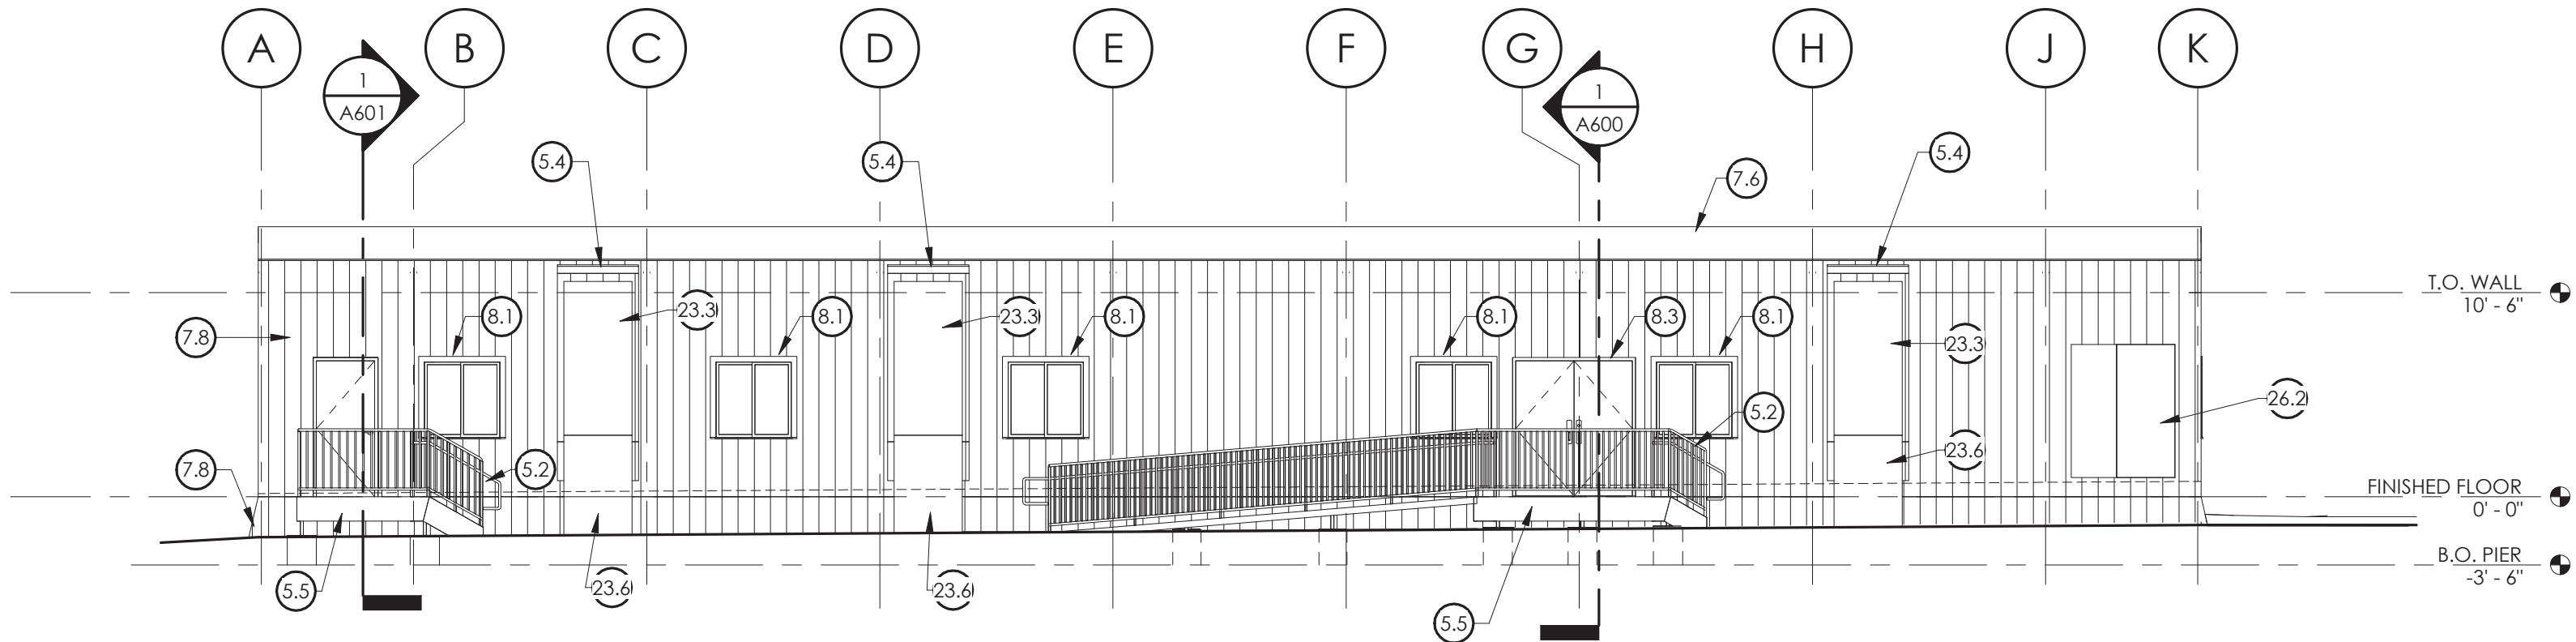 A
B
C
D
E
F
G
H
J
K
1
A601
1
A600
5.4
5.4
5.4
7.6
T.O. WALL
10' - 6"
7.8
8.1
23.3
8.1
23.3
8.1
8.1
8.3
8.1
23.3
26.2
5.2
23.6
7.8
5.2
FINISHED FLOOR
0' - 0"
B.O. PIER
-3' - 6"
5.5
23.6
23.6
5.5